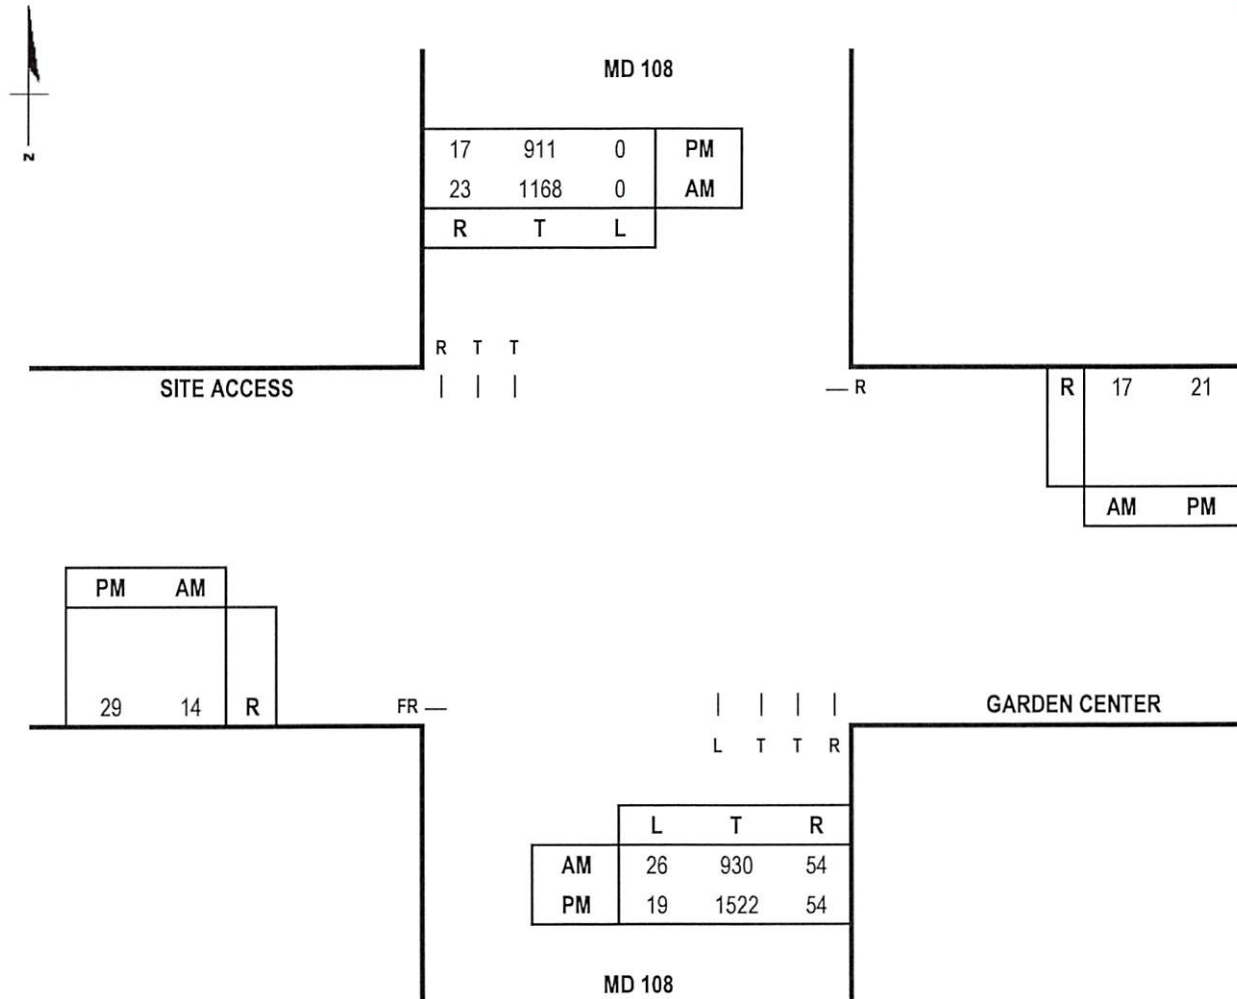 MD 108
N
17 911 0 PM
23 1168 0 AM
R T L
R T T
SITE ACCESS
R
R 17 21
AM PM
PM AM
29 14 R
FR
GARDEN CENTER
L T T R
L T R
AM 26 930 54
PM 19 1522 54
MD 108